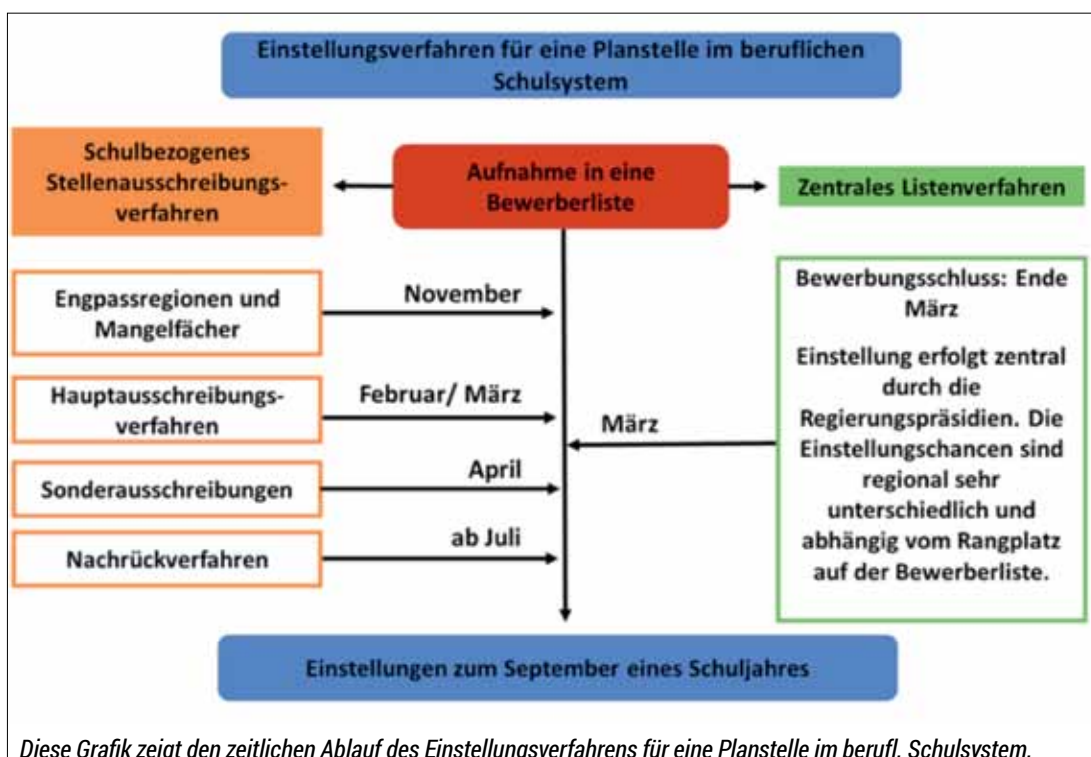 Einstellungsverfahren für eine Planstelle im beruflichen
Schulsystem
Schulbezogenes
Stellenausschreibungs-
verfahren
Aufnahme in eine
Bewerberliste
Zentrales Listenverfahren
Engpassregionen und
Mangelfächer
November
Hauptausschreibungs-
verfahren
Februar/ März
Sonderausschreibungen
April
Nachrückverfahren
ab Juli
März
Bewerbungsschluss: Ende
März
Einstellung erfolgt zentral
durch die
Regierungspräsidien. Die
Einstellungschancen sind
regional sehr
unterschiedlich und
abhängig vom Rangplatz
auf der Bewerberliste.
Einstellungen zum September eines Schuljahres
Diese Grafik zeigt den zeitlichen Ablauf des Einstellungsverfahrens für eine Planstelle im berufl. Schulsystem.